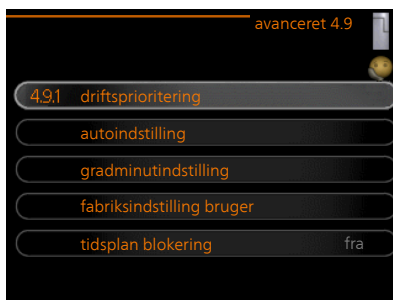 avanceret 4.9
4.9.1 driftsprioritering
autoindstilling
gradminutindstilling
fabriksindstilling bruger
tidsplan blokering fra